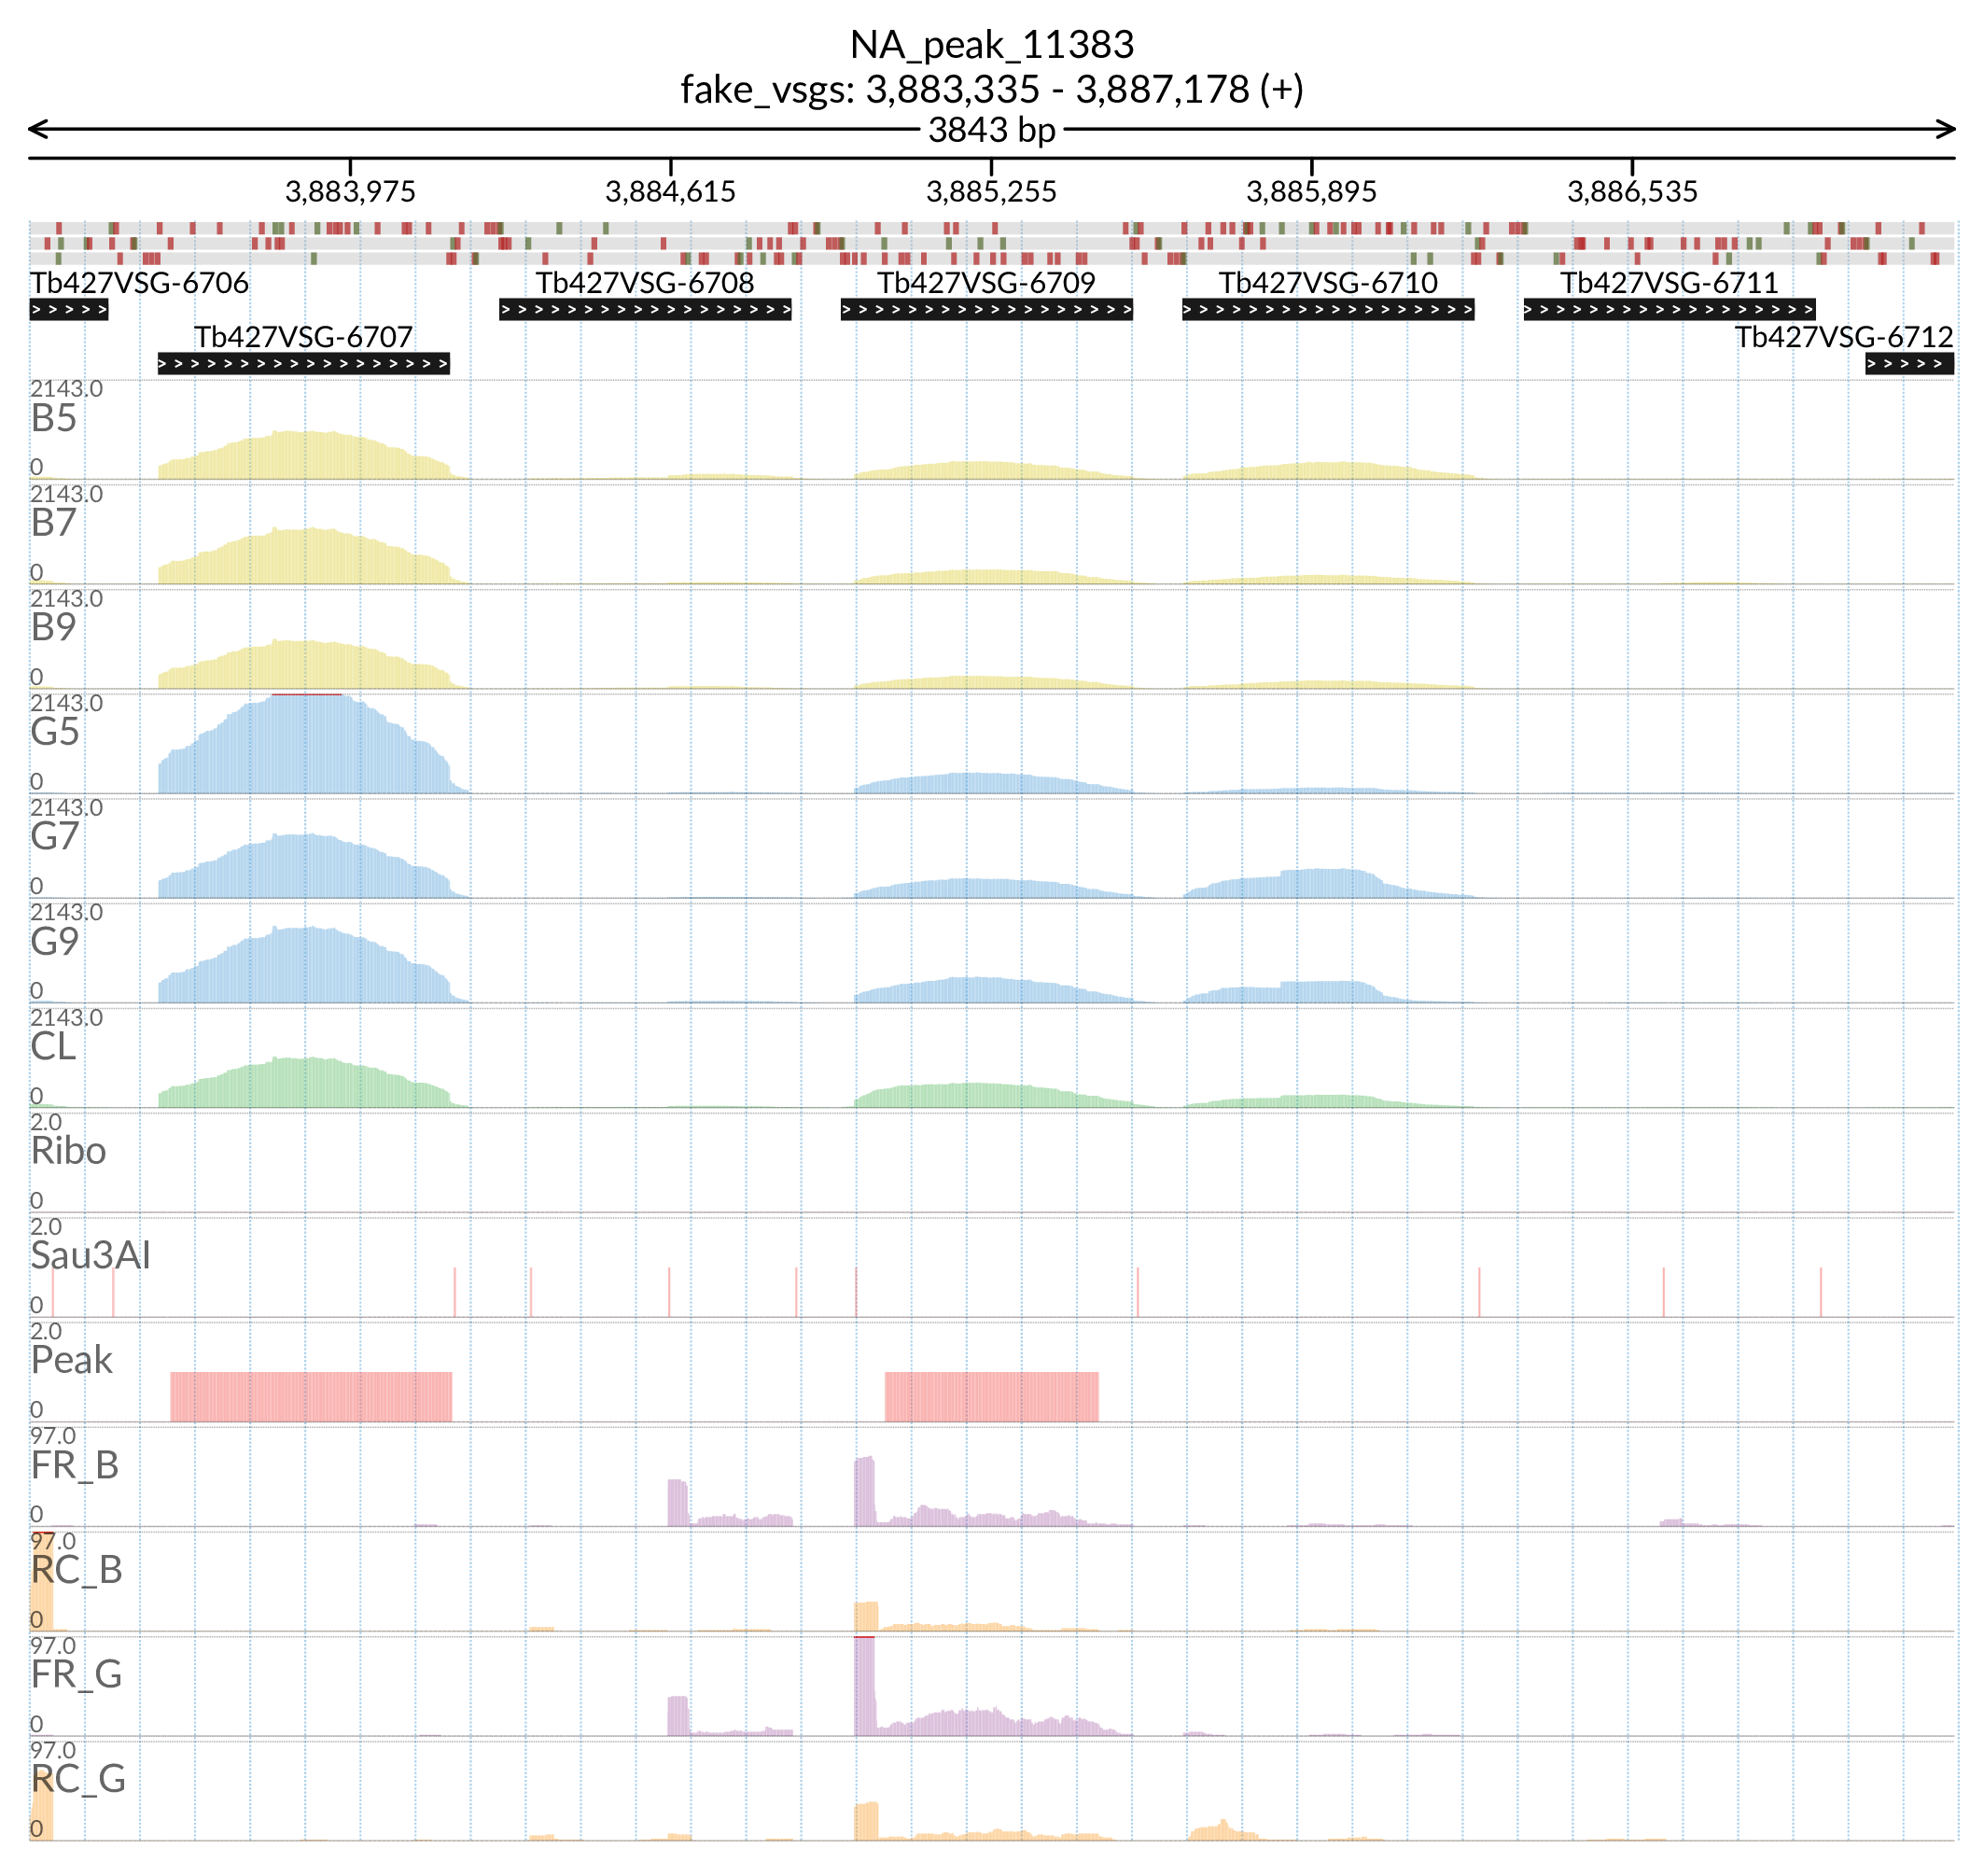 NA_peak_11383
fake_vsgs: 3,883,335 - 3,887,178 (+)
3843 bp
3,883,975 3,884,615 3,885,255 3,885,895 3,886,535
Tb427VSG-6706 Tb427VSG-6708 Tb427VSG-6709 Tb427VSG-6710 Tb427VSG-6711
Tb427VSG-6707 Tb427VSG-6712
2143.0
B5
0
2143.0
B7
0
2143.0
B9
0
2143.0
G5
0
2143.0
G7
0
2143.0
G9
0
2143.0
CL
0
2.0
Ribo
0
2.0
Sau3AI
0
2.0
Peak
0
97.0
FR_B
0
97.0
RC_B
0
97.0
FR_G
0
97.0
RC_G
0